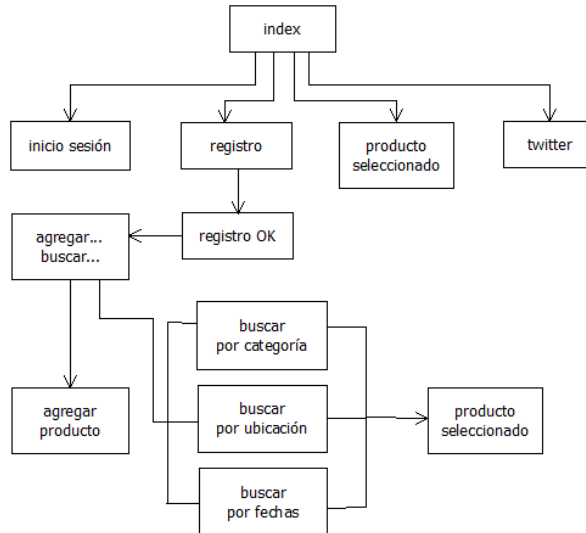 index
inicio sesión
registro
producto
seleccionado
twitter
agregar...
buscar...
registro OK
buscar
por categoría
agregar
producto
buscar
por ubicación
producto
seleccionado
buscar
por fechas